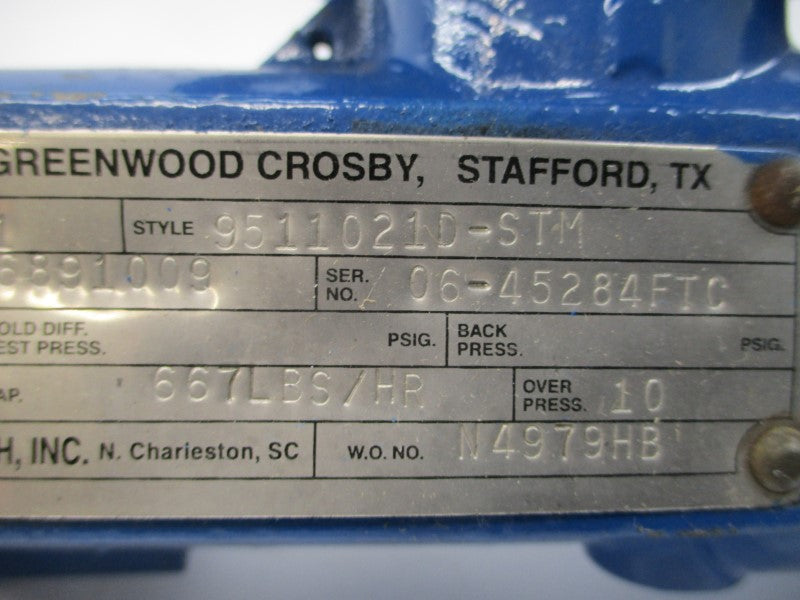 GREENWOOD CROSBY, STAFFORD, TX
1 STYLE 9511021D-STM
6891009 SER. NO. 06-45284FTC
OLD DIFF. EST PRESS. PSIG. BACK PRESS. PSIG.
AP. 667LBS/HR OVER PRESS. 10
H, INC. N. Charieston, SC W.O. NO. N4979HB